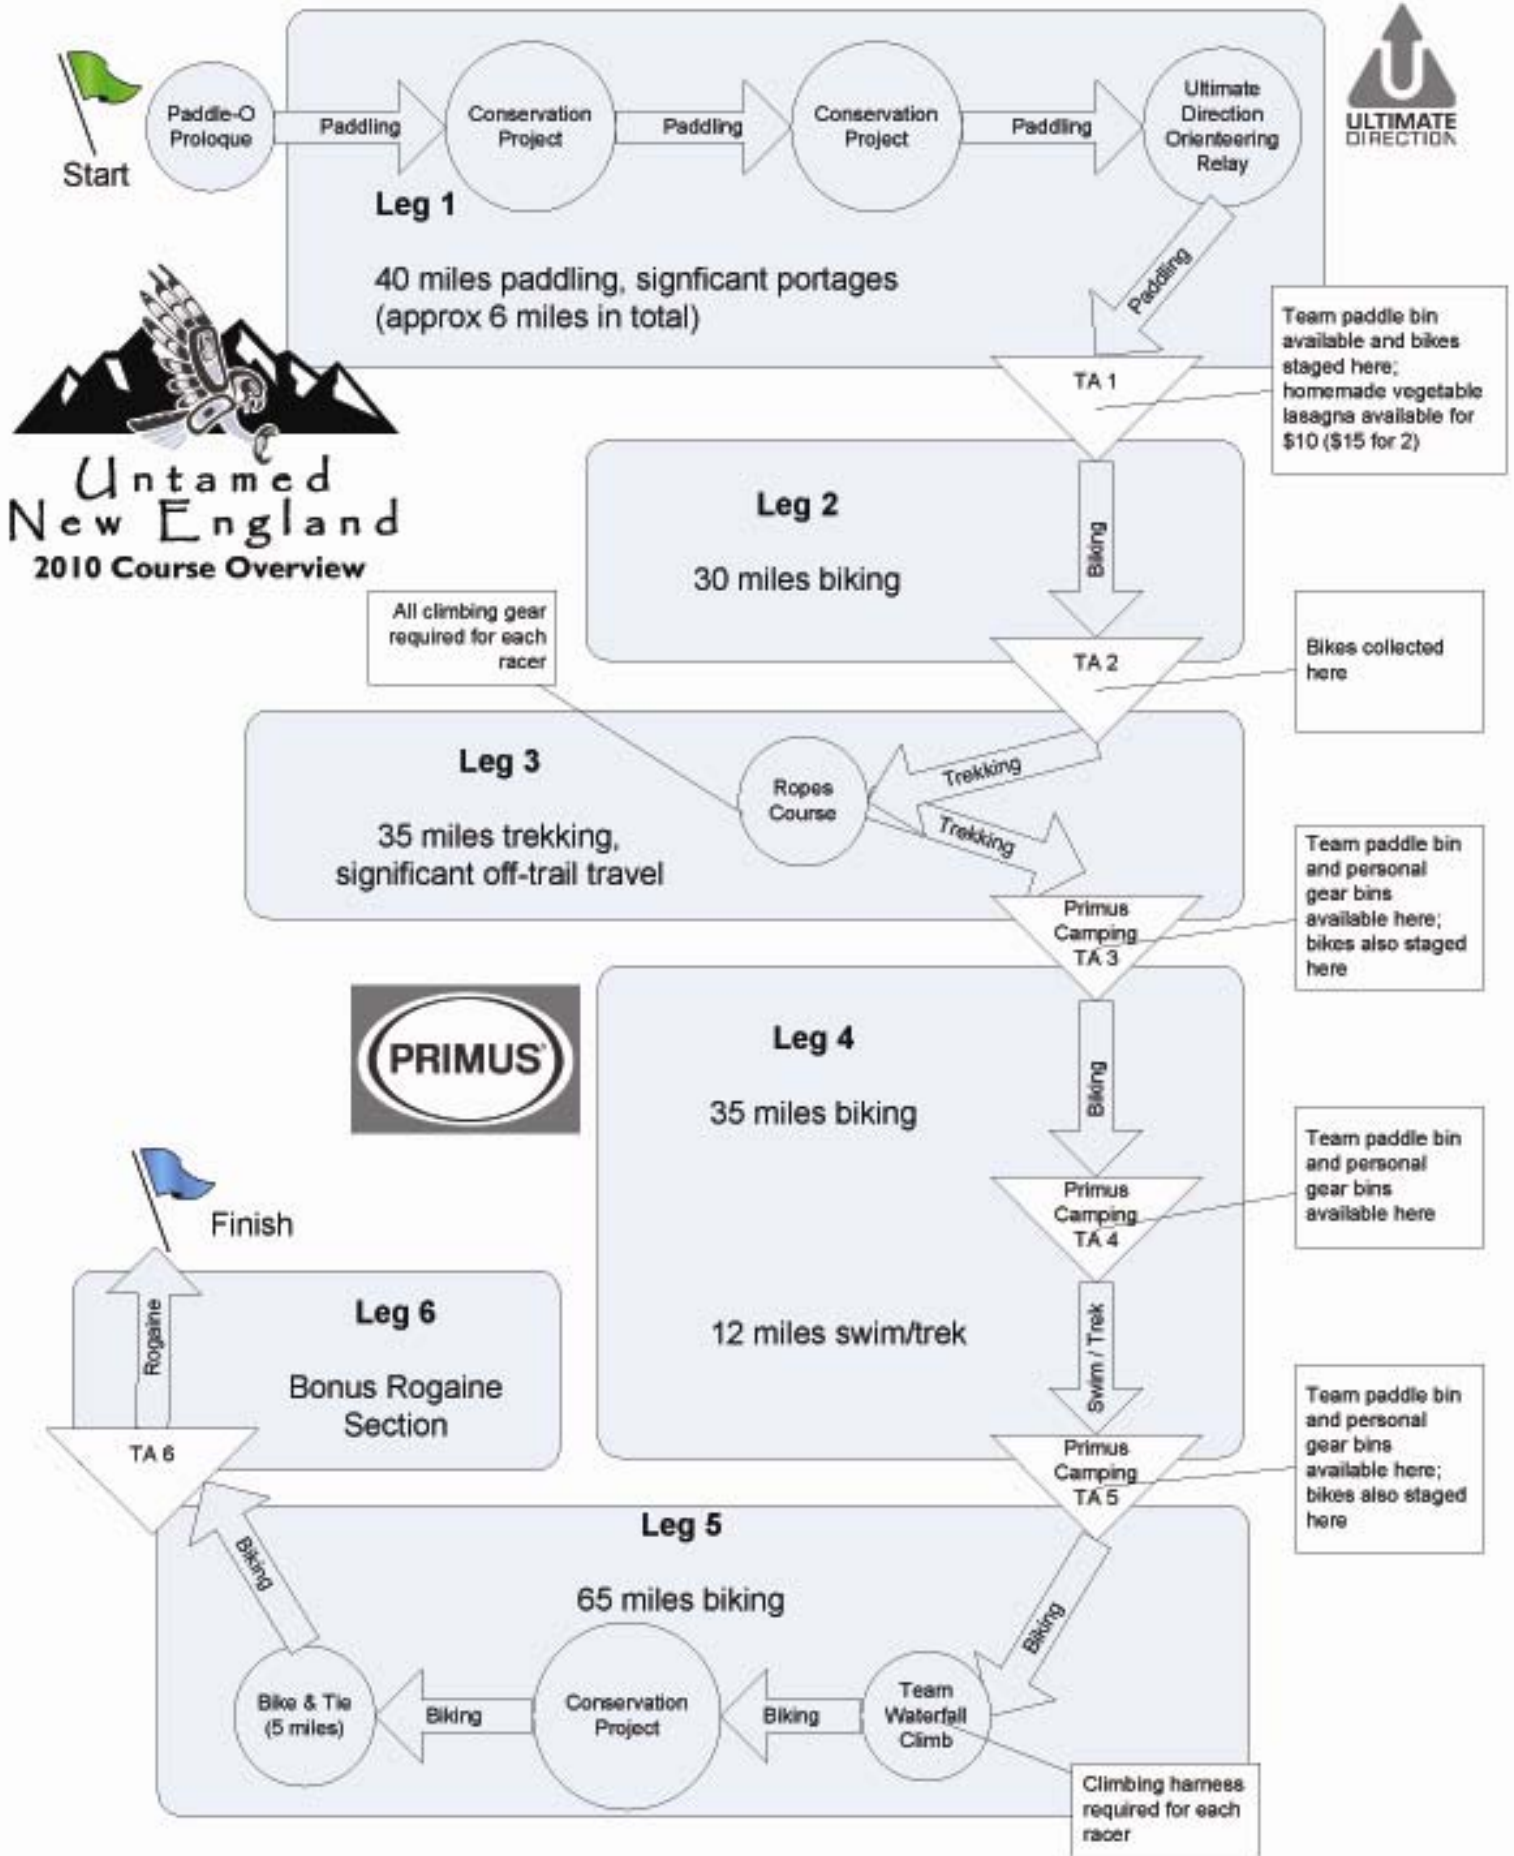 Start
Paddle-O
Prologue
Paddling
Conservation
Project
Paddling
Conservation
Project
Paddling
Ultimate
Direction
Orienteering
Relay
U
ULTIMATE
DIRECTION
Leg 1
40 miles paddling, signficant portages
(approx 6 miles in total)
Paddling
Team paddle bin
available and bikes
staged here;
homemade vegetable
lasagna available for
$10 ($15 for 2)
TA 1
Untamed
New England
2010 Course Overview
Leg 2
30 miles biking
Biking
All climbing gear
required for each
racer
TA 2
Bikes collected
here
Leg 3
35 miles trekking,
significant off-trail travel
Ropes
Course
Trekking
Trekking
Primus
Camping
TA 3
Team paddle bin
and personal
gear bins
available here;
bikes also staged
here
PRIMUS
Leg 4
35 miles biking
Biking
Primus
Camping
TA 4
Team paddle bin
and personal
gear bins
available here
12 miles swim/trek
Swim / Trek
Primus
Camping
TA 5
Team paddle bin
and personal
gear bins
available here;
bikes also staged
here
Finish
Rogaine
Leg 6
Bonus Rogaine
Section
TA 6
Leg 5
65 miles biking
Biking
Team
Waterfall
Climb
Climbing harness
required for each
racer
Biking
Conservation
Project
Biking
Bike & Tie
(5 miles)
Biking